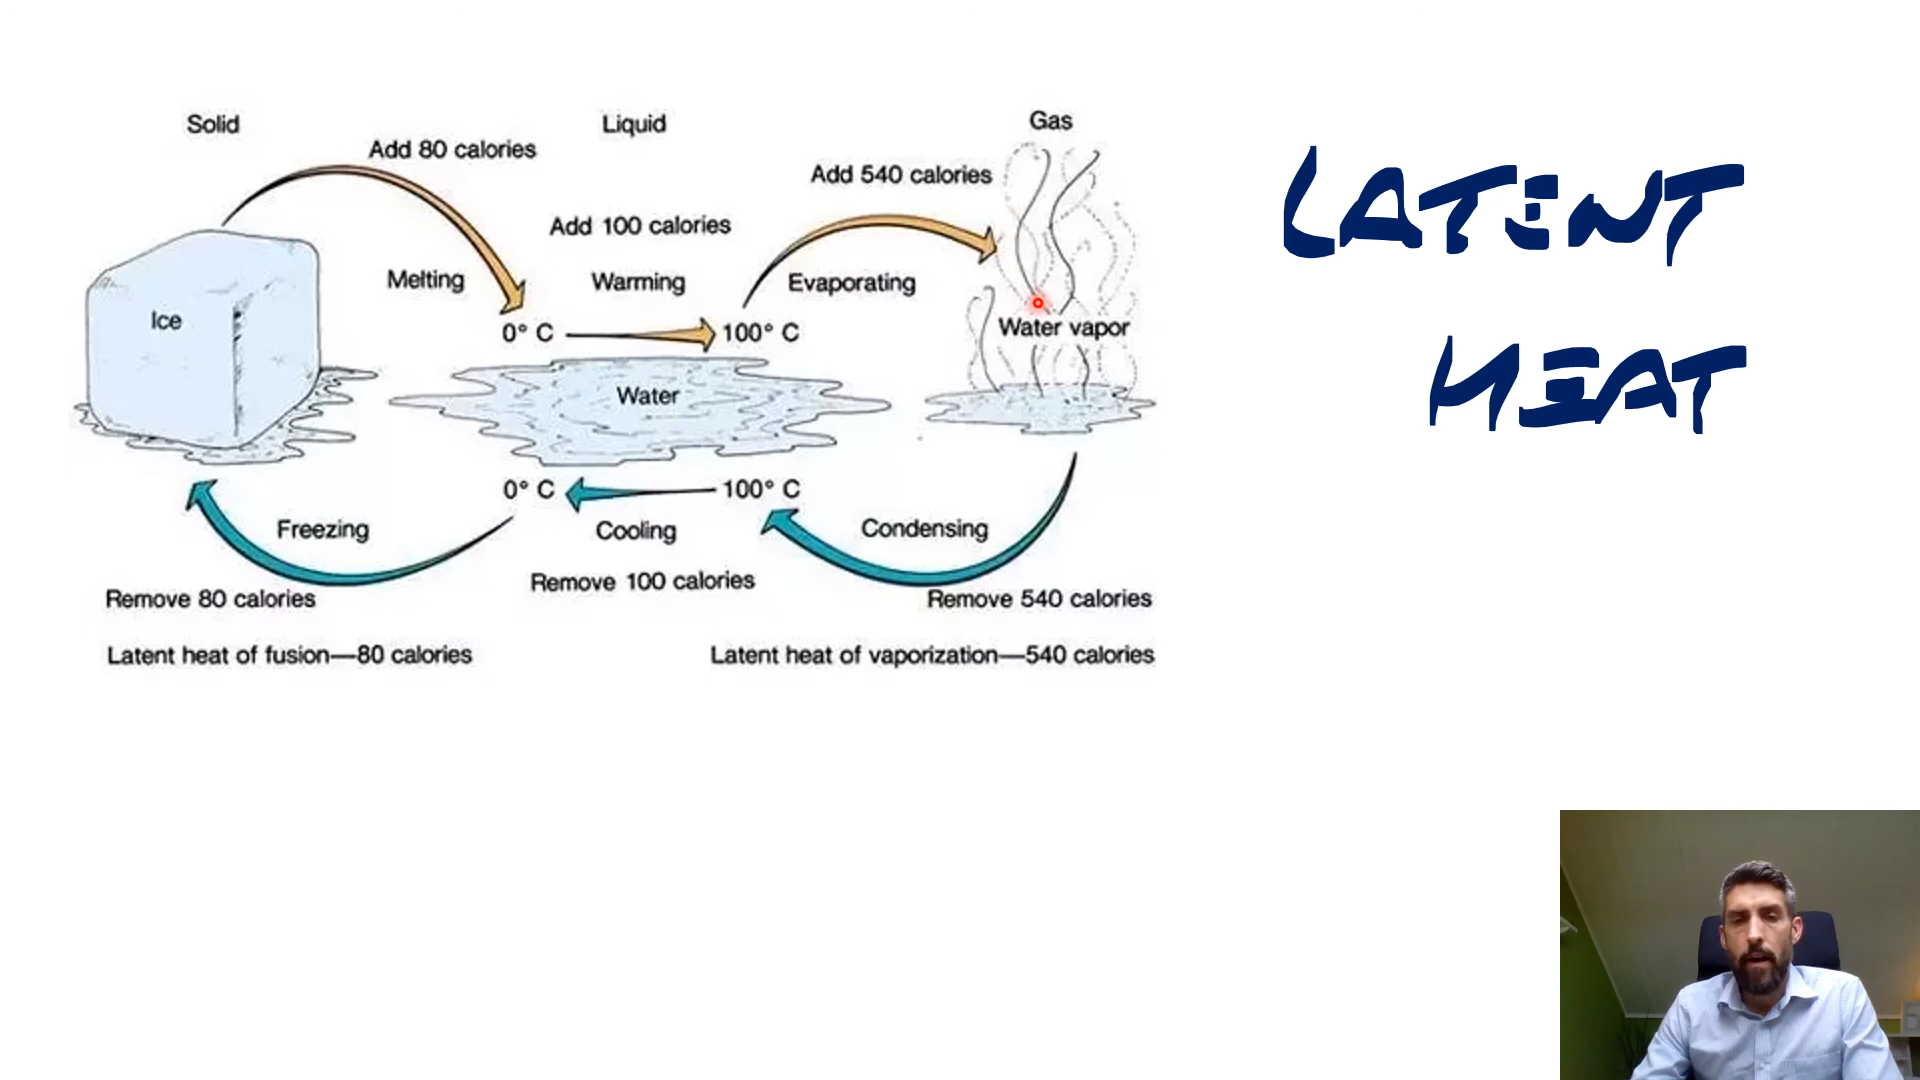 Solid
Liquid
Gas
Add 80 calories
Add 540 calories
Add 100 calories
Melting
Warming
Evaporating
Ice
0° C
100° C
Water vapor
Water
0° C
100° C
Freezing
Cooling
Condensing
Remove 80 calories
Remove 100 calories
Remove 540 calories
Latent heat of fusion—80 calories
Latent heat of vaporization—540 calories
LATENT
HEAT